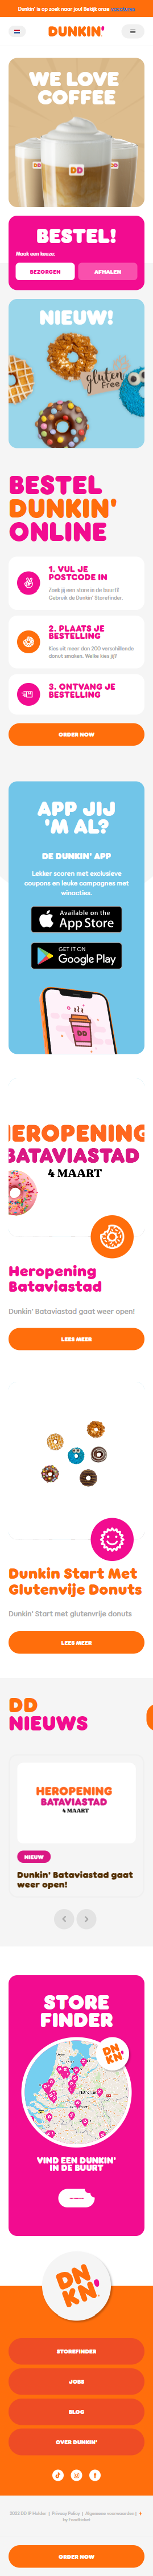 Dunkin' is op zoek naar jou! Bekijk onze vacatures
DUNKIN'
WE LOVE
COFFEE
DD
DD
DD
BESTEL!
Maak een keuze:
BEZORGEN
AFHALEN
NIEUW!
gluten
Free
BESTEL
DUNKIN'
ONLINE
1. VUL JE
POSTCODE IN
Zoek jij een store in de buurt?
Gebruik de Dunkin' Storefinder.
2. PLAATS JE
BESTELLING
Kies uit meer dan 200 verschillende
donut smaken. Welke kies jij?
3. ONTVANG JE
BESTELLING
ORDER NOW
APP JIJ
'M AL?
DE DUNKIN' APP
Lekker scoren met exclusieve
coupons en leuke campagnes met
winacties.
Available on the
App Store
GET IT ON
Google Play
DD
HEROPENING
BATAVIASTAD
4 MAART
Heropening
Bataviastad
Dunkin' Bataviastad gaat weer open!
LEES MEER
Dunkin Start Met
Glutenvije Donuts
Dunkin' Start met glutenvrije donuts
LEES MEER
DD
NIEUWS
HEROPENING
BATAVIASTAD
4 MAART
NIEUW
Dunkin' Bataviastad gaat
weer open!
STORE
FINDER
DN
KN'
VIND EEN DUNKIN'
IN DE BUURT
DN
KN'
STOREFINDER
JOBS
BLOG
OVER DUNKIN'
Privacy Policy | Algemene voorwaarden |
ORDER NOW